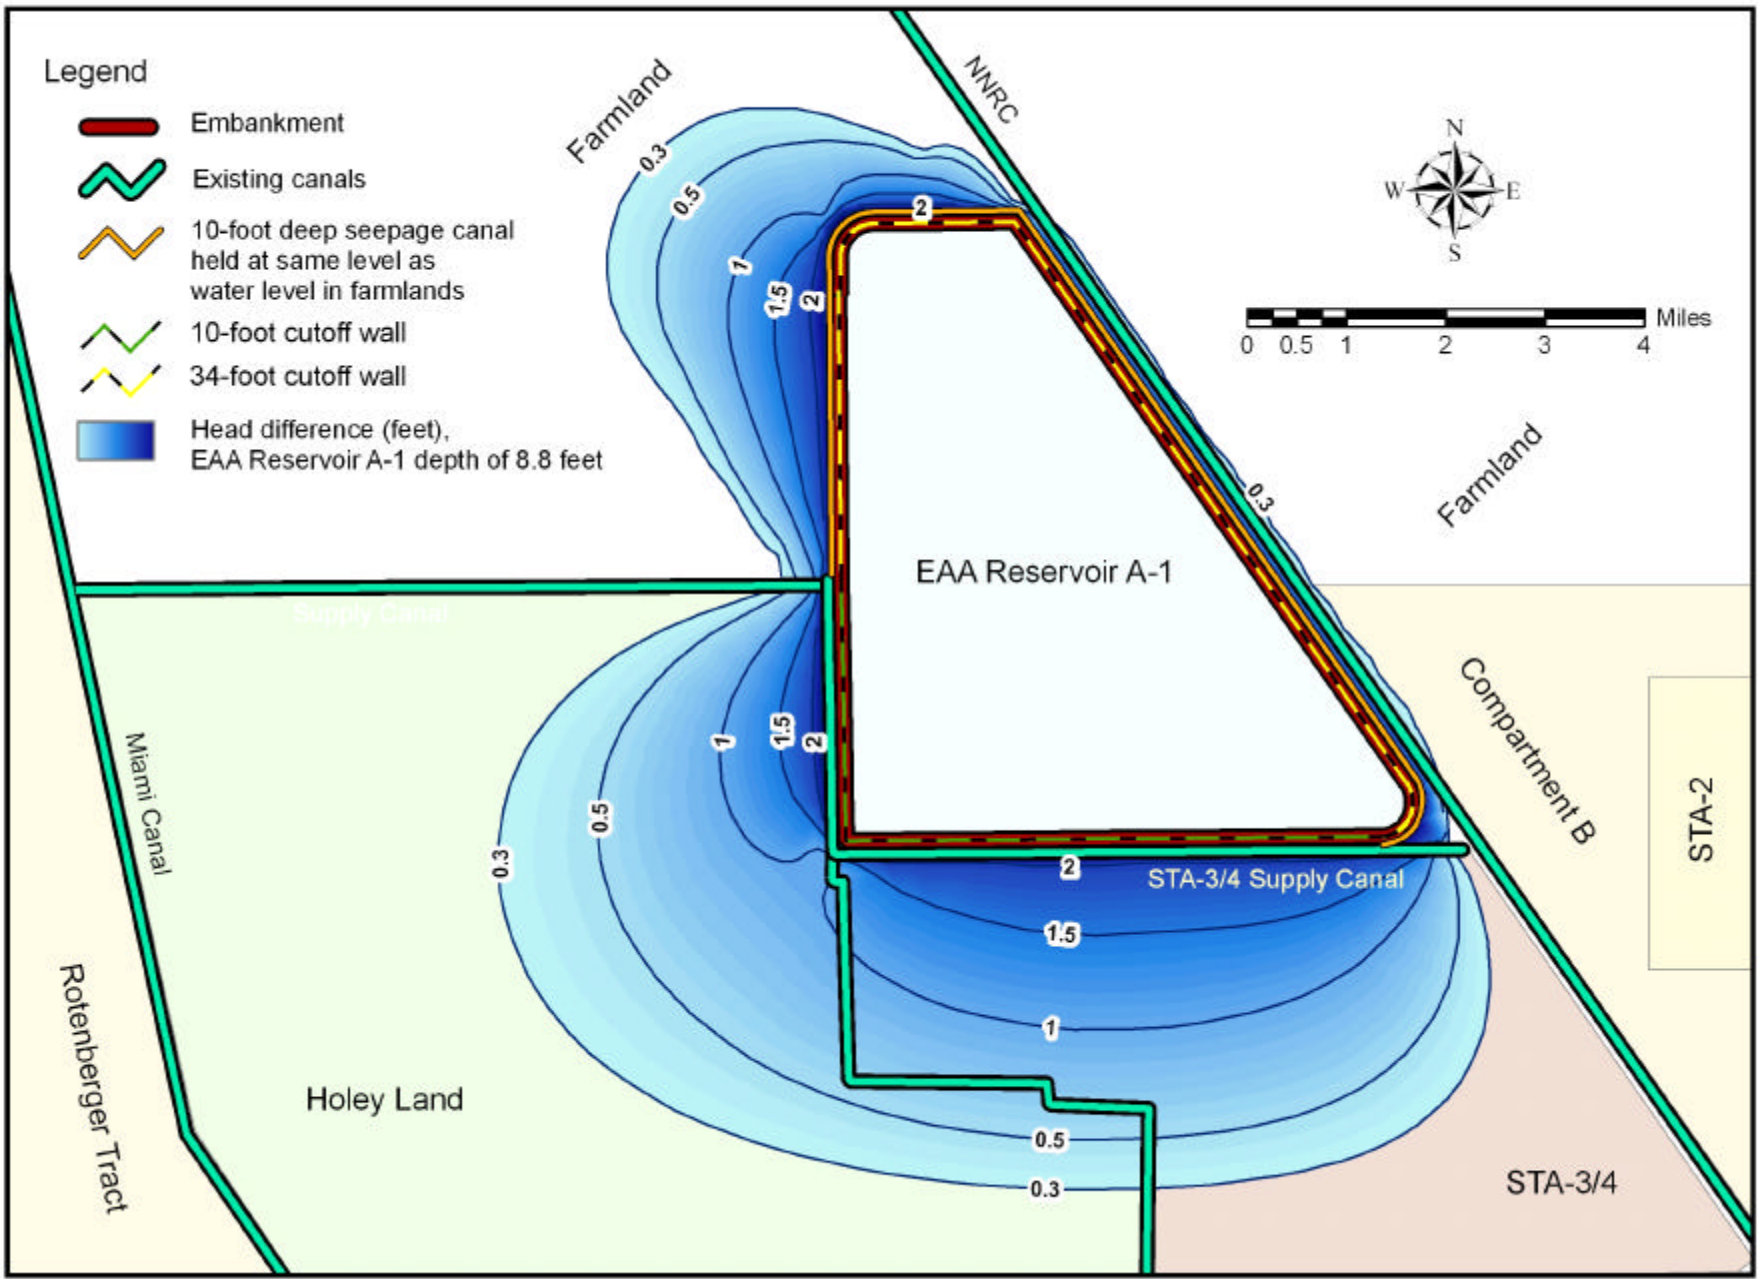 Legend
Embankment
Existing canals
10-foot deep seepage canal
held at same level as
water level in farmlands
10-foot cutoff wall
34-foot cutoff wall
Head difference (feet),
EAA Reservoir A-1 depth of 8.8 feet
Farmland
NNRC
N
W
E
S
Miles
0 0.5 1 2 3 4
0.3
0.5
1
1.5
2
2
0.3
Farmland
EAA Reservoir A-1
Supply Canal
Miami Canal
Compartment B
STA-2
1
1.5
2
0.5
0.3
2
STA-3/4 Supply Canal
1.5
1
Rotenberger Tract
Holey Land
0.5
0.3
STA-3/4